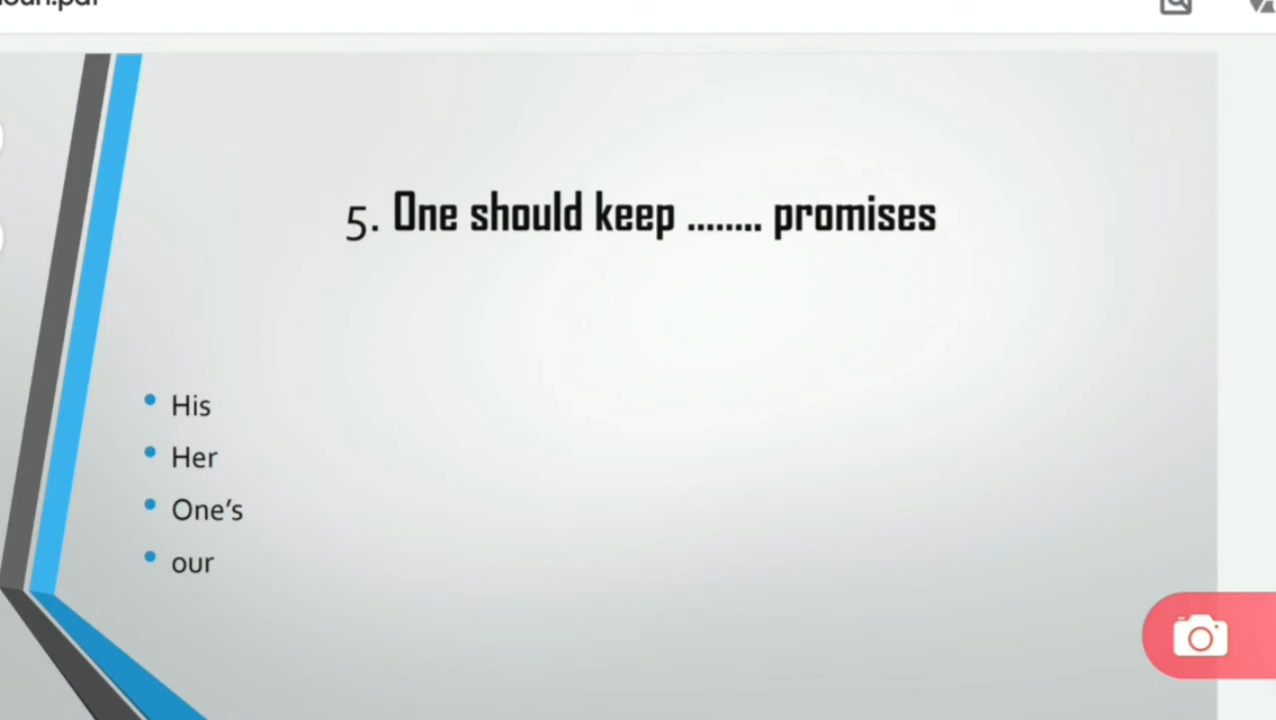 5. One should keep ........ promises
His
Her
One's
our